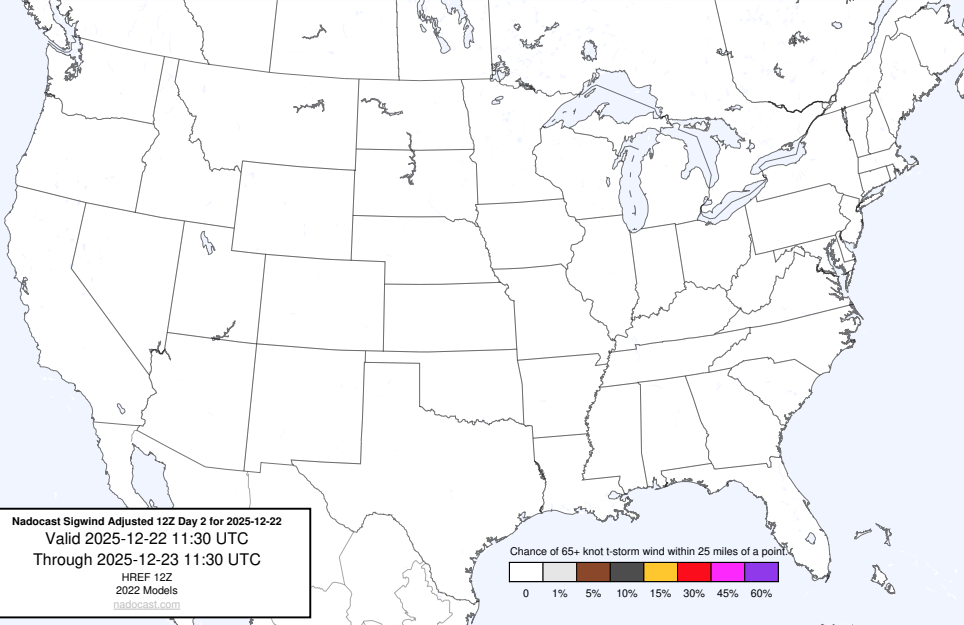 Nadocast Sigwind Adjusted 12Z Day 2 for 2025-12-22
Valid 2025-12-22 11:30 UTC
Through 2025-12-23 11:30 UTC
HREF 12Z
2022 Models
nadocast.com
Chance of 65+ knot t-storm wind within 25 miles of a point.
0 1% 5% 10% 15% 30% 45% 60%